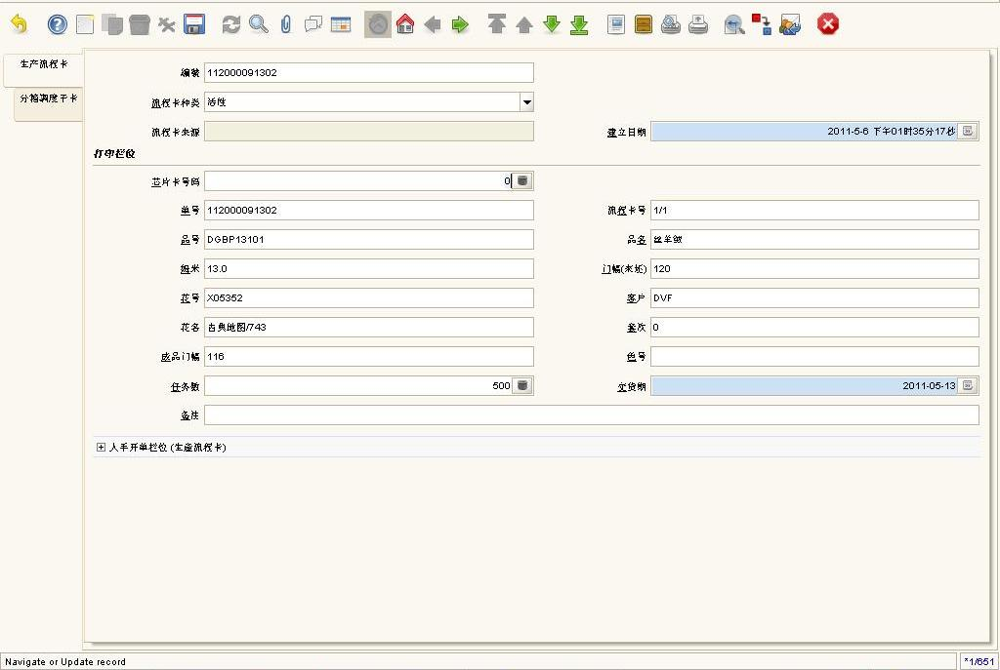 生产流程卡
分箱调度子卡
编制 112000091302
流程卡种类 活性
流程卡来源 建立日期 2011-5-6 下午01时35分17秒
打印栏位
芯片卡号码 0
单号 112000091302 流程卡号 1/1
品号 DGBP13101 品名 丝羊绒
姆米 13.0 门幅(来坯) 120
花号 X05352 客户 DVF
花名 古典地图/743 套次 0
成品门幅 116 色号
任务数 500 交货期 2011-05-13
备注
人手开单栏位 (生产流程卡)
Navigate or Update record *1/651